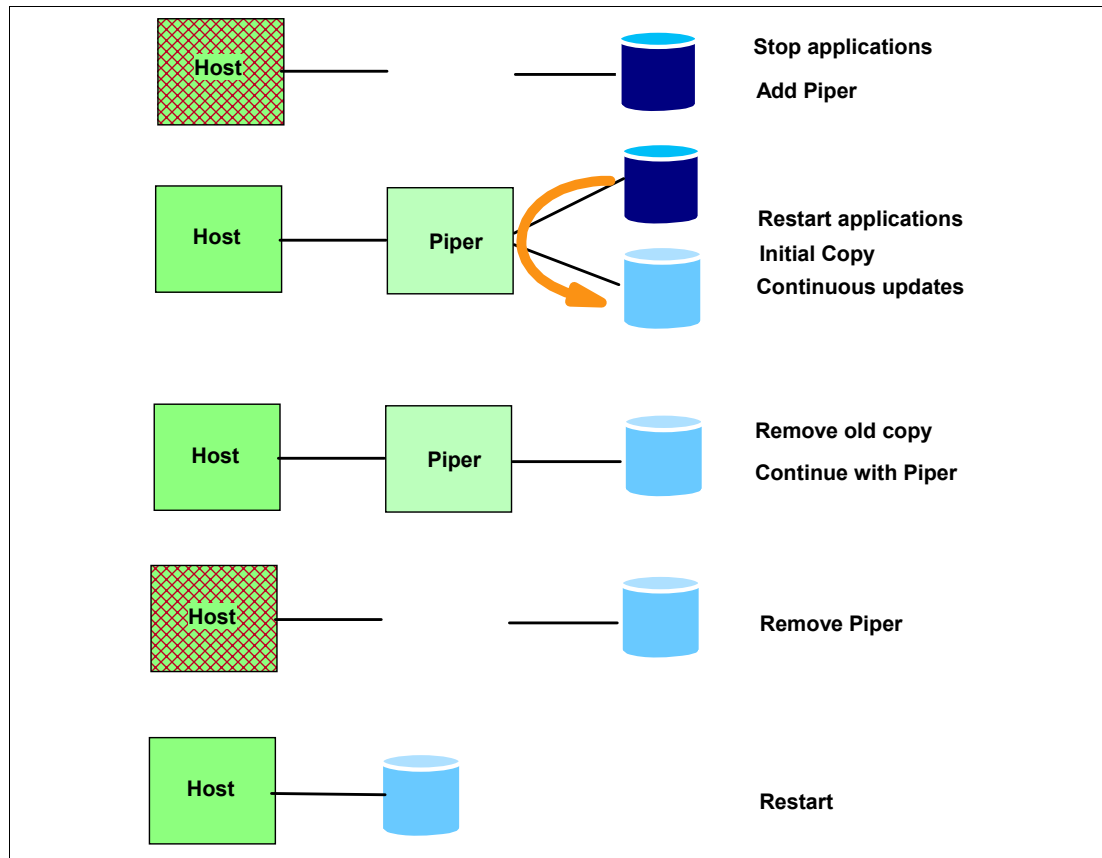 Host
Stop applications
Add Piper
Host
Piper
Restart applications
Initial Copy
Continuous updates
Host
Piper
Remove old copy
Continue with Piper
Host
Remove Piper
Host
Restart